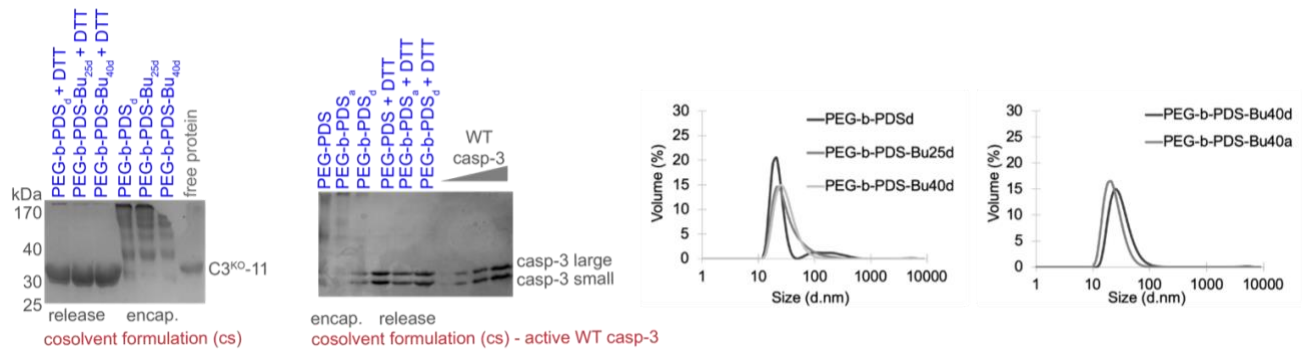 PEG-b-PDSd + DTT
PEG-b-PDS-Bu25d + DTT
PEG-b-PDS-Bu40d + DTT
PEG-b-PDSd
PEG-b-PDS-Bu25d
PEG-b-PDS-Bu40d
free protein
kDa
170
40
30
25
C3KO-11
release
encap.
cosolvent formulation (cs)
PEG-PDS
PEG-b-PDSa
PEG-b-PDSd
PEG-PDS + DTT
PEG-b-PDSa + DTT
PEG-b-PDSd + DTT
WT
casp-3
casp-3 large
casp-3 small
encap.
release
cosolvent formulation (cs) - active WT casp-3
Volume (%)
30
25
20
15
10
5
0
1
10
100
1000
10000
Size (d.nm)
PEG-b-PDSd
PEG-b-PDS-Bu25d
PEG-b-PDS-Bu40d
Volume (%)
30
25
20
15
10
5
0
1
10
100
1000
10000
Size (d.nm)
PEG-b-PDS-Bu40d
PEG-b-PDS-Bu40a